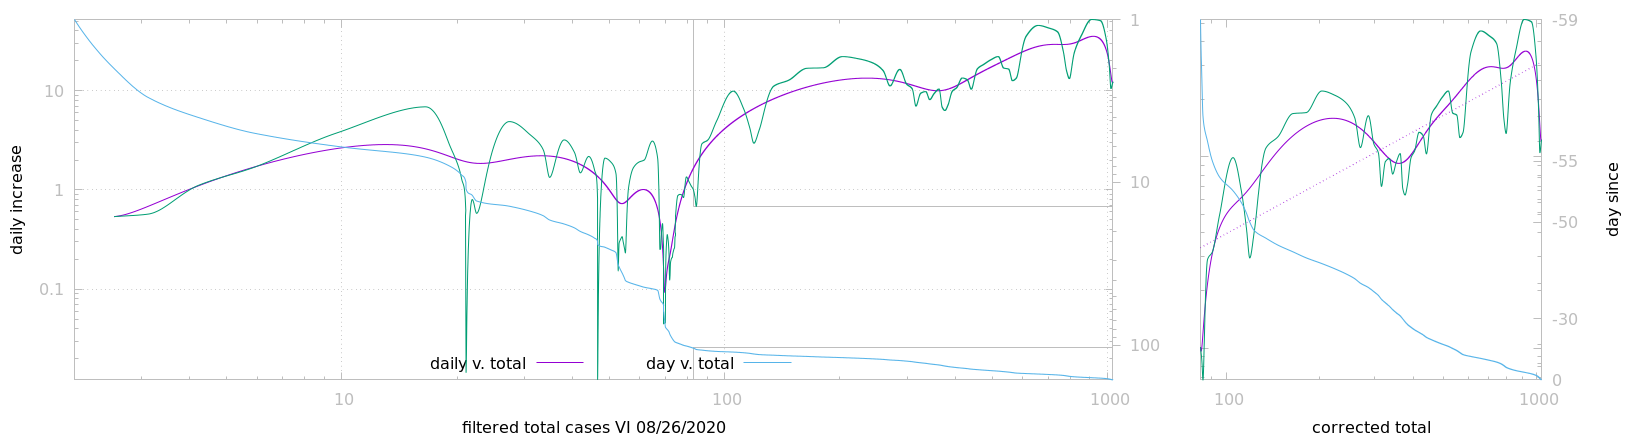 daily increase
10
1
0.1
10
100
1000
filtered total cases VI 08/26/2020
daily v. total
day v. total
1
10
100
100
1000
corrected total
-59
-55
-50
-30
0
day since